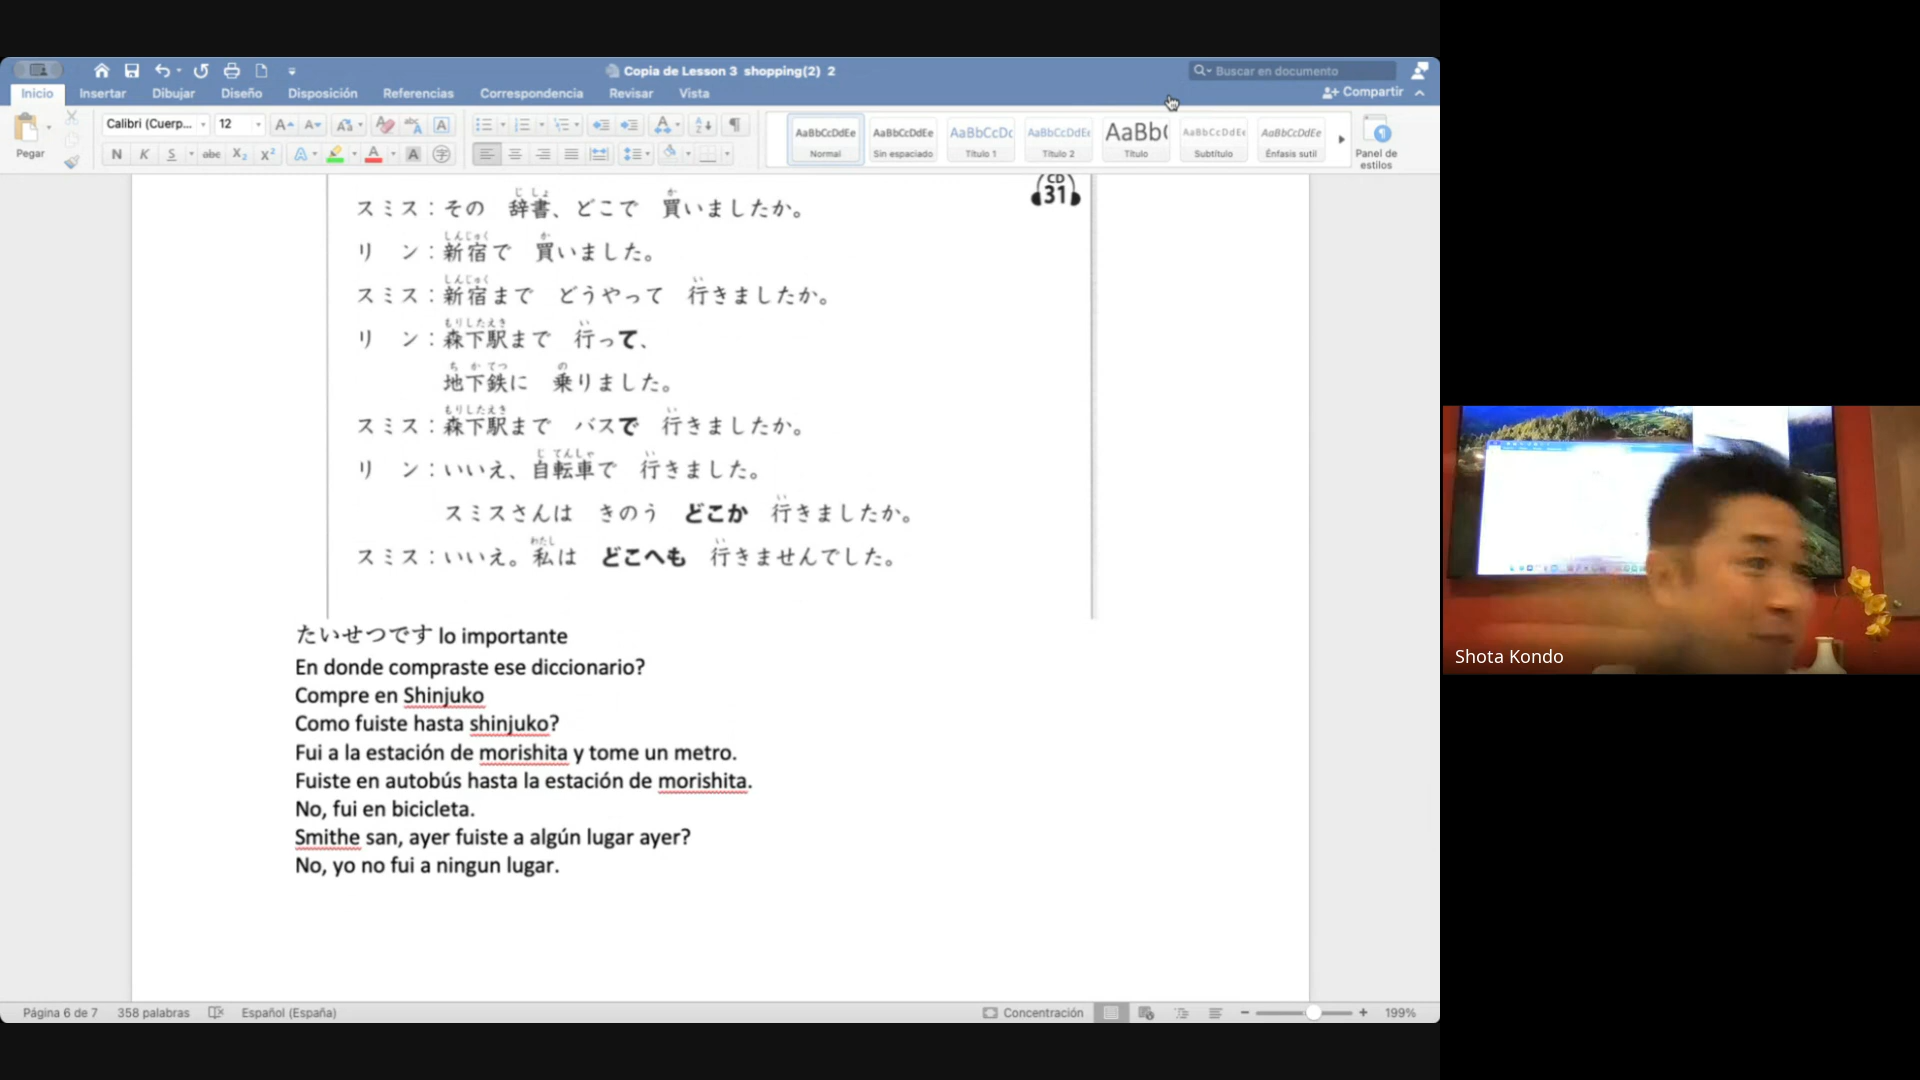 Copia de Lesson 3 shopping(2) 2
Buscar en documento
Inicio Insertar Dibujar Diseño Disposición Referencias Correspondencia Revisar Vista
Compartir
Pegar
Calibri (Cuerp... 12
N K S abc X₂ X²
AaBbCcDdEe AaBbCcDdEe AaBbCcDc AaBbCcDdEe AaBb( AaBbCcDdEe AaBbCcDdEe
Normal Sin espaciado Título 1 Título 2 Título Subtítulo Énfasis sutil
Panel de estilos
CD 31
スミス：その 辞書、どこで 買いましたか。
リ ン：新宿で 買いました。
スミス：新宿まで どうやって 行きましたか。
リ ン：森下駅まで 行って、
地下鉄に 乗りました。
スミス：森下駅まで バスで 行きましたか。
リ ン：いいえ、自転車で 行きました。
スミスさんは きのう どこか 行きましたか。
スミス：いいえ。私は どこへも 行きませんでした。
たいせつです lo importante
En donde compraste ese diccionario?
Compre en Shinjuko
Como fuiste hasta shinjuko?
Fui a la estación de morishita y tome un metro.
Fuiste en autobús hasta la estación de morishita.
No, fui en bicicleta.
Smithe san, ayer fuiste a algún lugar ayer?
No, yo no fui a ningun lugar.
Página 6 de 7 358 palabras Español (España) Concentración 199%
Shota Kondo